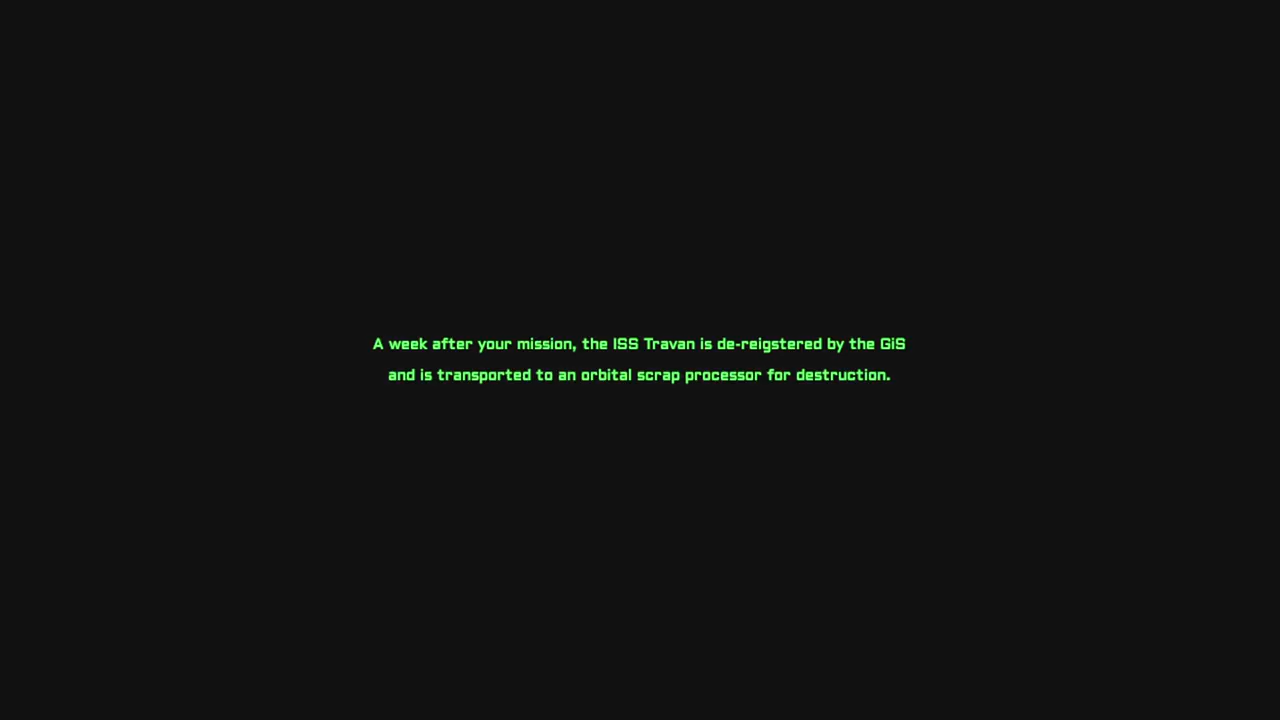 A week after your mission, the ISS Travan is de-reigstered by the GiS
and is transported to an orbital scrap processor for destruction.